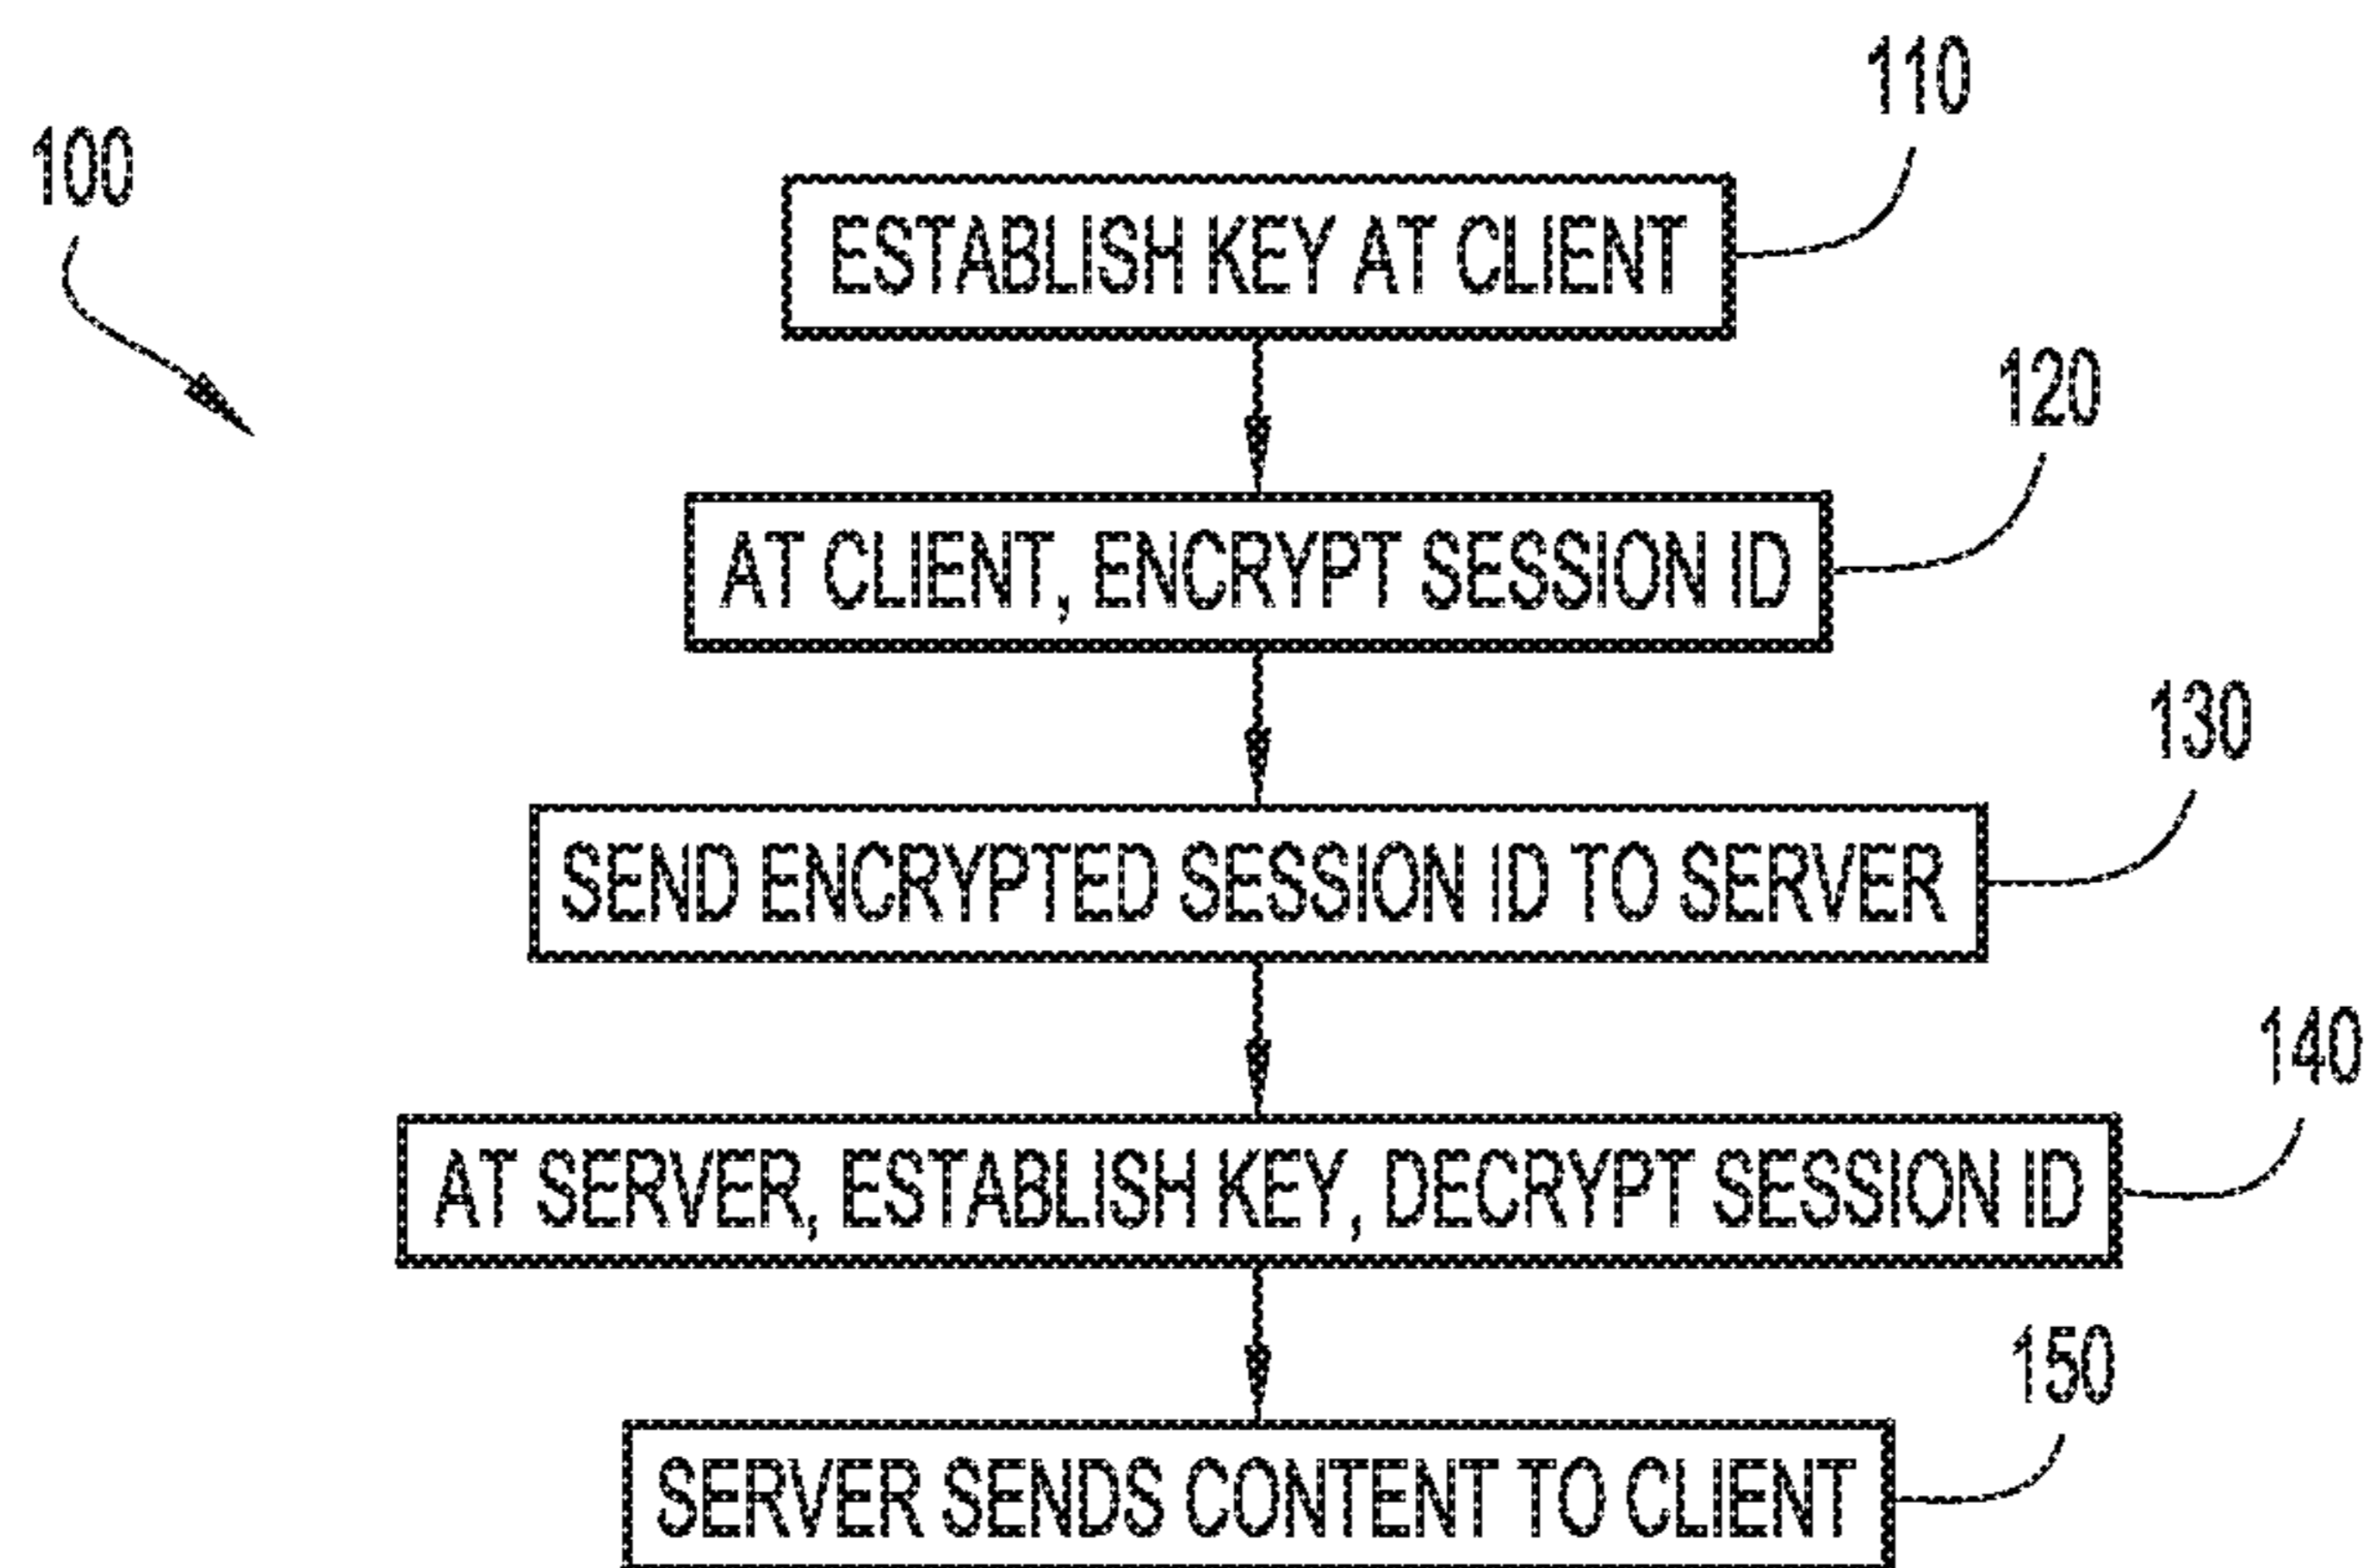 110
100
ESTABLISH KEY AT CLIENT
120
AT CLIENT, ENCRYPT SESSION ID
130
SEND ENCRYPTED SESSION ID TO SERVER
140
AT SERVER, ESTABLISH KEY, DECRYPT SESSION ID
150
SERVER SENDS CONTENT TO CLIENT